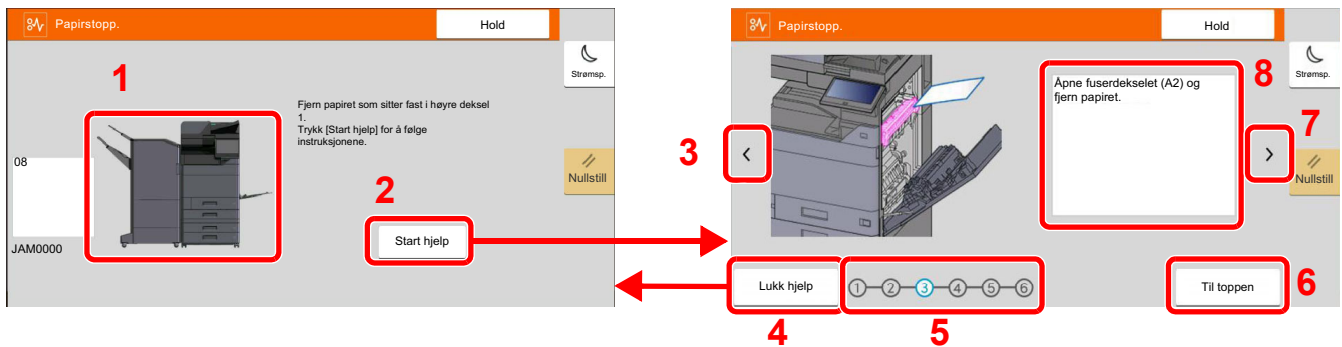 Papirstopp.
Hold
Strømsp.
1
Fjern papiret som sitter fast i høyre deksel
1.
Trykk [Start hjelp] for å følge
instruksjonene.
08
Nullstill
2
JAM0000
Start hjelp
Papirstopp.
Hold
8
Strømsp.
Åpne fuserdekselet (A2) og
fjern papiret.
7
3
<
>
Nullstill
Lukk hjelp
1 2 3 4 5 6
Til toppen
6
4
5